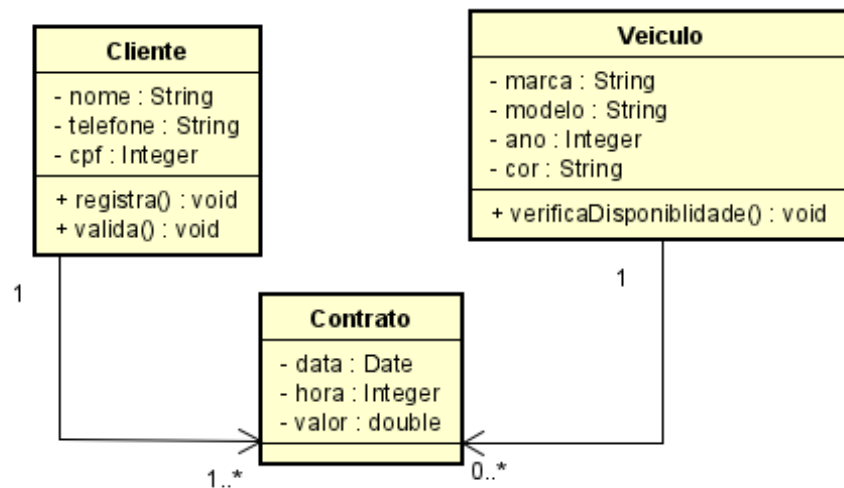 Cliente
- nome : String
- telefone : String
- cpf : Integer
+ registra() : void
+ valida() : void
Veiculo
- marca : String
- modelo : String
- ano : Integer
- cor : String
+ verificaDisponiblidade() : void
1
1
Contrato
- data : Date
- hora : Integer
- valor : double
1..*
0..*